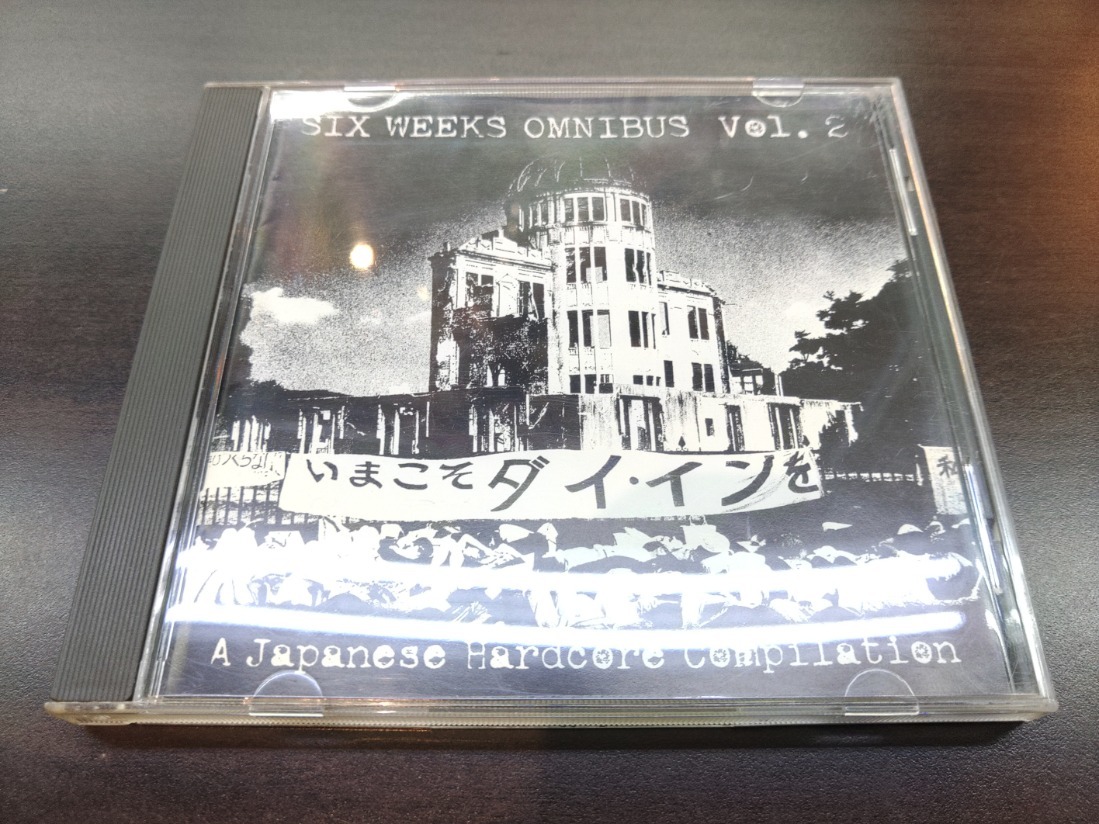 SIX WEEKS OMNIBUS Vol. 2
いまこそダイ・インを
A Japanese Hardcore Compilation